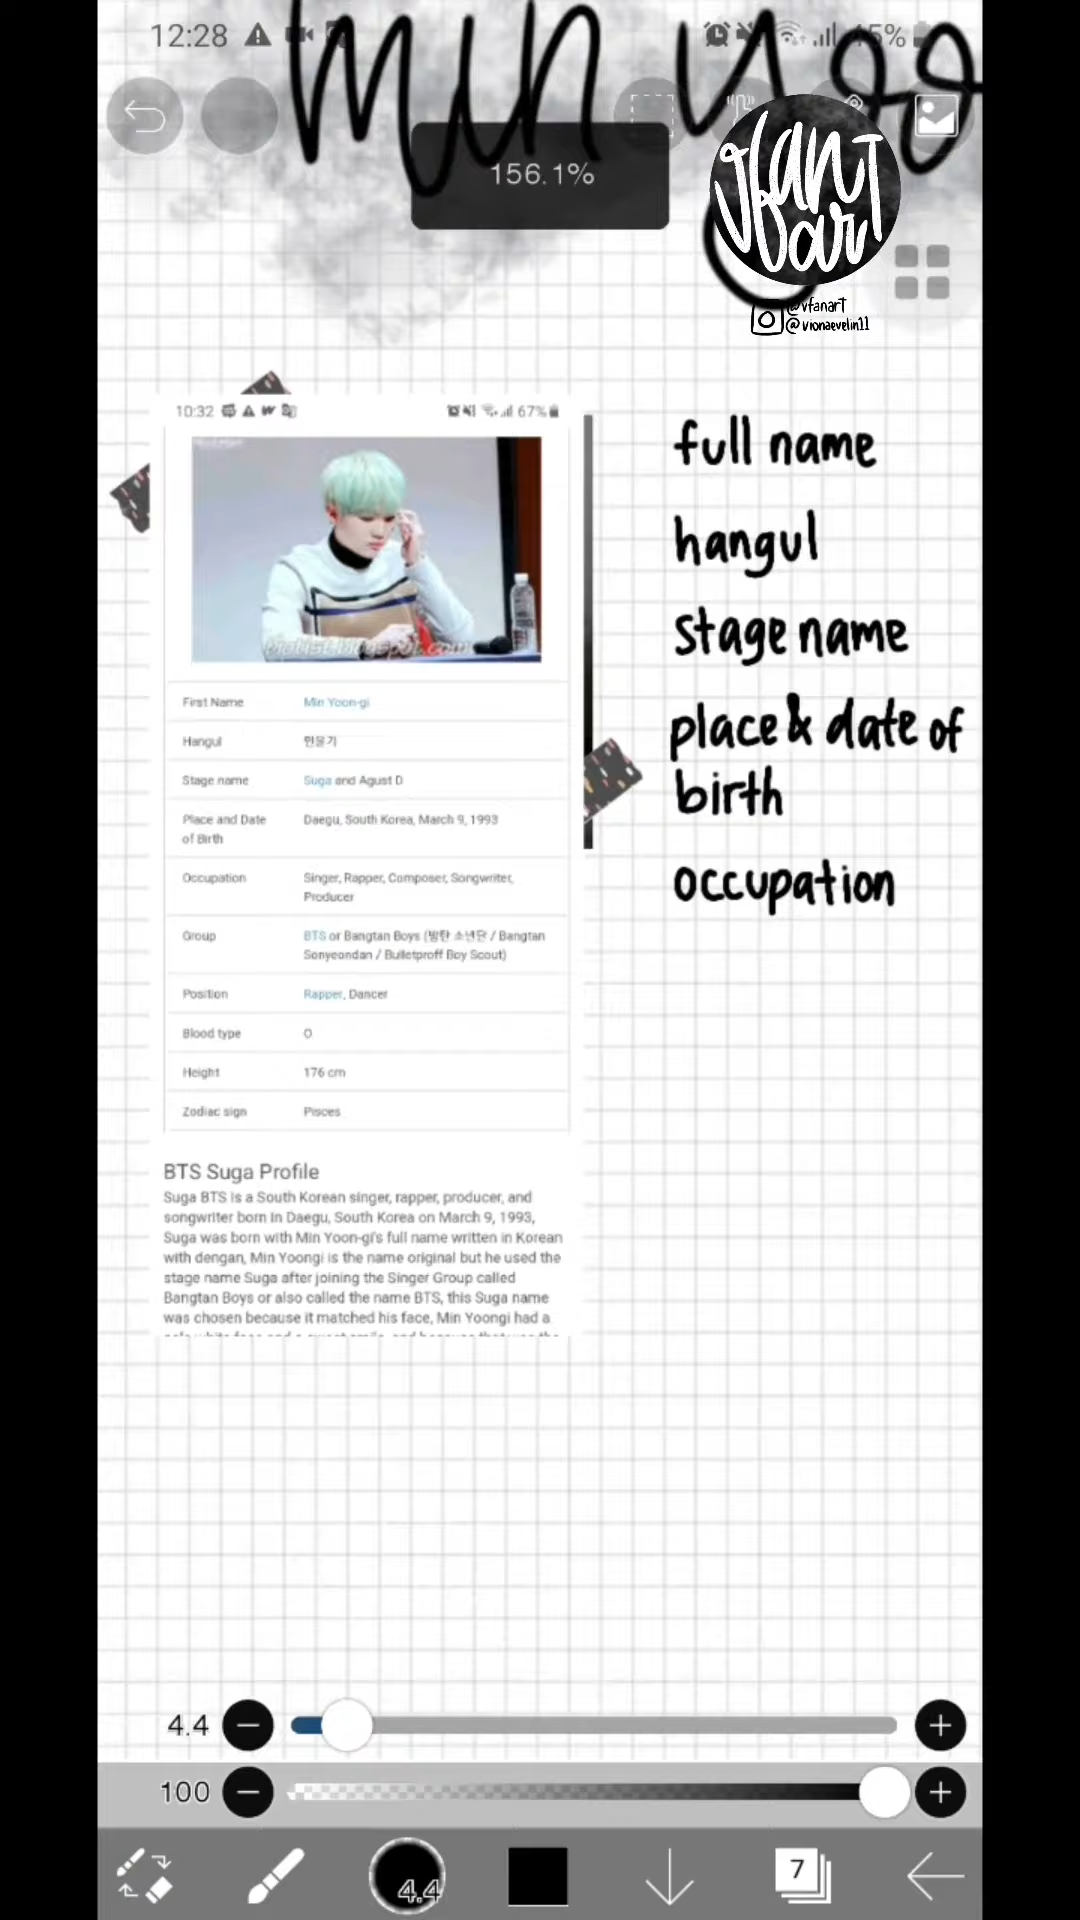 12:28
15%
min yoo
156.1%
vfanart
@vfanart
@vionaevelin11
10:32
67%
full name
hangul
stage name
place & date of
birth
occupation
First Name Min Yoon-gi
Hangul 민윤기
Stage name Suga and Agust D
Place and Date Daegu, South Korea, March 9, 1993
of Birth
Occupation Singer, Rapper, Composer, Songwriter,
Producer
Group BTS or Bangtan Boys (방탄 소년단 / Bangtan
Sonyeondan / Bulletproff Boy Scout)
Position Rapper, Dancer
Blood type O
Height 176 cm
Zodiac sign Pisces
BTS Suga Profile
Suga BTS is a South Korean singer, rapper, producer, and
songwriter born in Daegu, South Korea on March 9, 1993,
Suga was born with Min Yoon-gi's full name written in Korean
with dengan, Min Yoongi is the name original but he used the
stage name Suga after joining the Singer Group called
Bangtan Boys or also called the name BTS, this Suga name
was chosen because it matched his face, Min Yoongi had a
4.4
100
4.4
7